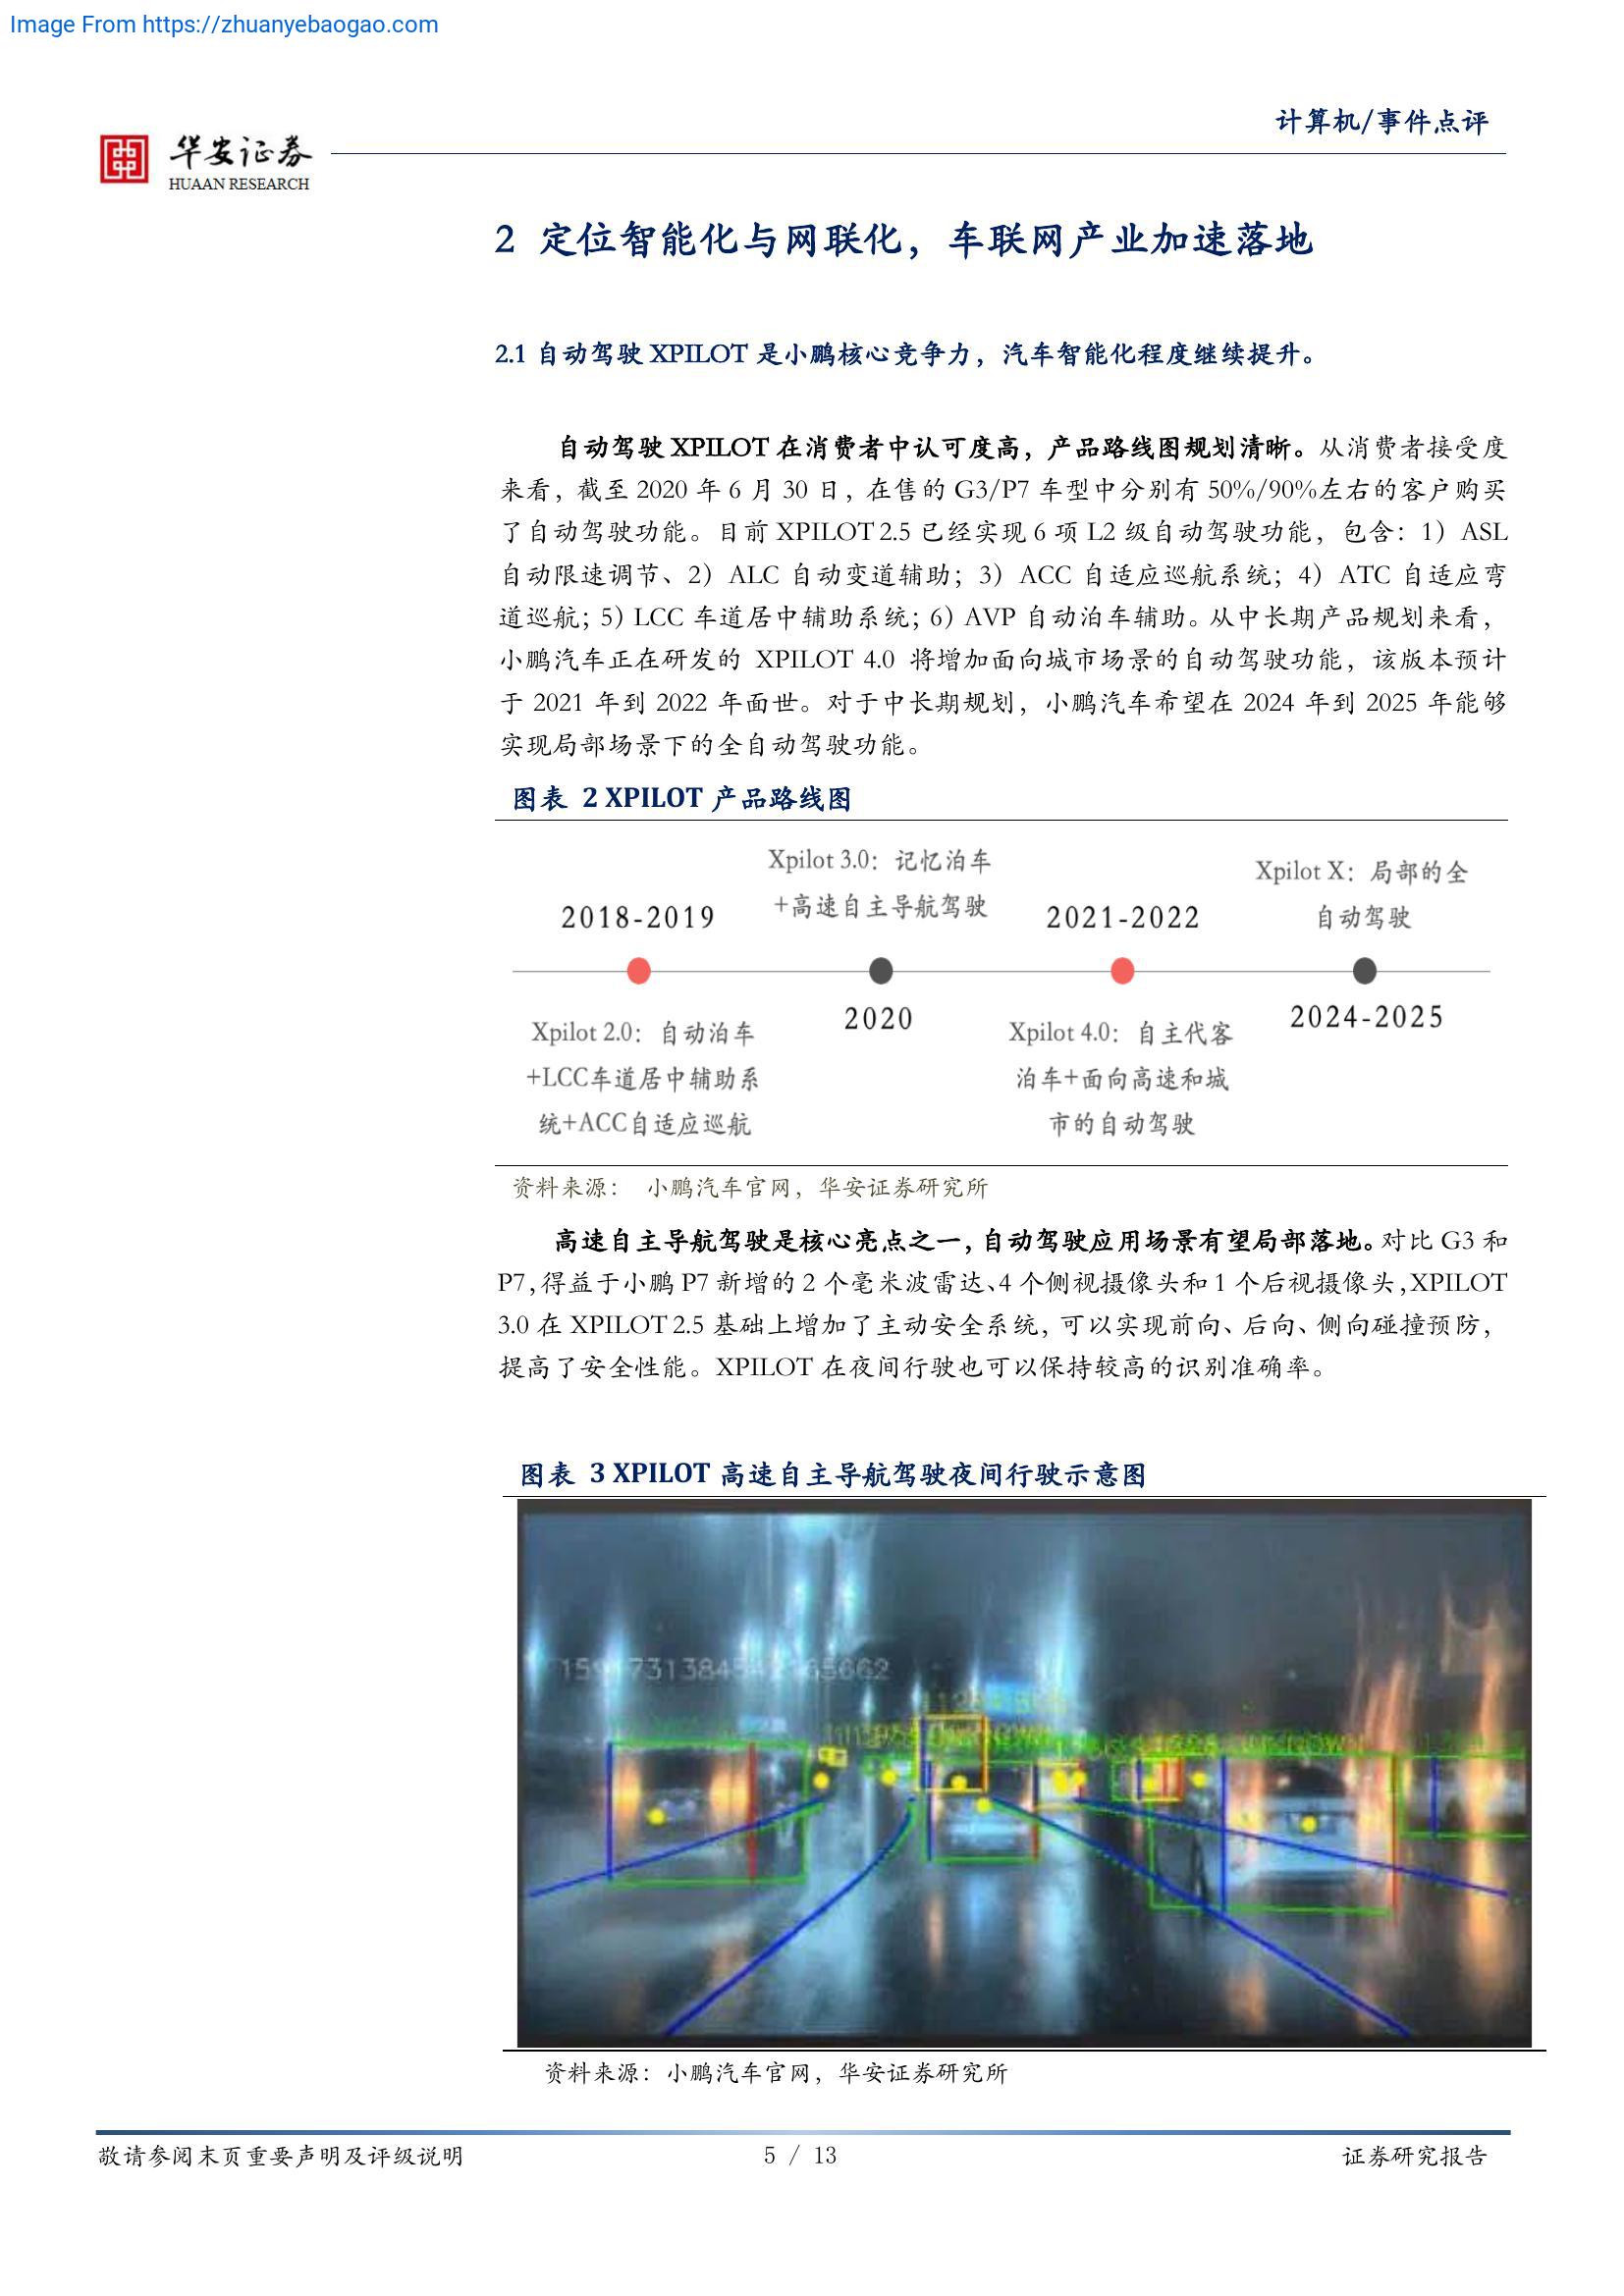 Image From https://zhuanyebaogao.com
计算机/事件点评
华安证券
HUAAN RESEARCH
2 定位智能化与网联化，车联网产业加速落地
2.1 自动驾驶 XPILOT 是小鹏核心竞争力，汽车智能化程度继续提升。
自动驾驶 XPILOT 在消费者中认可度高，产品路线图规划清晰。从消费者接受度
来看，截至 2020 年 6 月 30 日，在售的 G3/P7 车型中分别有 50%/90%左右的客户购买
了自动驾驶功能。目前 XPILOT 2.5 已经实现 6 项 L2 级自动驾驶功能，包含：1）ASL
自动限速调节、2）ALC 自动变道辅助；3）ACC 自适应巡航系统；4）ATC 自适应弯
道巡航；5）LCC 车道居中辅助系统；6）AVP 自动泊车辅助。从中长期产品规划来看，
小鹏汽车正在研发的 XPILOT 4.0 将增加面向城市场景的自动驾驶功能，该版本预计
于 2021 年到 2022 年面世。对于中长期规划，小鹏汽车希望在 2024 年到 2025 年能够
实现局部场景下的全自动驾驶功能。
图表 2 XPILOT 产品路线图
2018-2019
Xpilot 2.0：自动泊车
+LCC车道居中辅助系
统+ACC自适应巡航
Xpilot 3.0：记忆泊车
+高速自主导航驾驶
2020
2021-2022
Xpilot 4.0：自主代客
泊车+面向高速和城
市的自动驾驶
Xpilot X：局部的全
自动驾驶
2024-2025
资料来源： 小鹏汽车官网，华安证券研究所
高速自主导航驾驶是核心亮点之一，自动驾驶应用场景有望局部落地。对比 G3 和
P7，得益于小鹏 P7 新增的 2 个毫米波雷达、4 个侧视摄像头和 1 个后视摄像头，XPILOT
3.0 在 XPILOT 2.5 基础上增加了主动安全系统，可以实现前向、后向、侧向碰撞预防，
提高了安全性能。XPILOT 在夜间行驶也可以保持较高的识别准确率。
图表 3 XPILOT 高速自主导航驾驶夜间行驶示意图
资料来源：小鹏汽车官网，华安证券研究所
敬请参阅末页重要声明及评级说明
5 / 13
证券研究报告